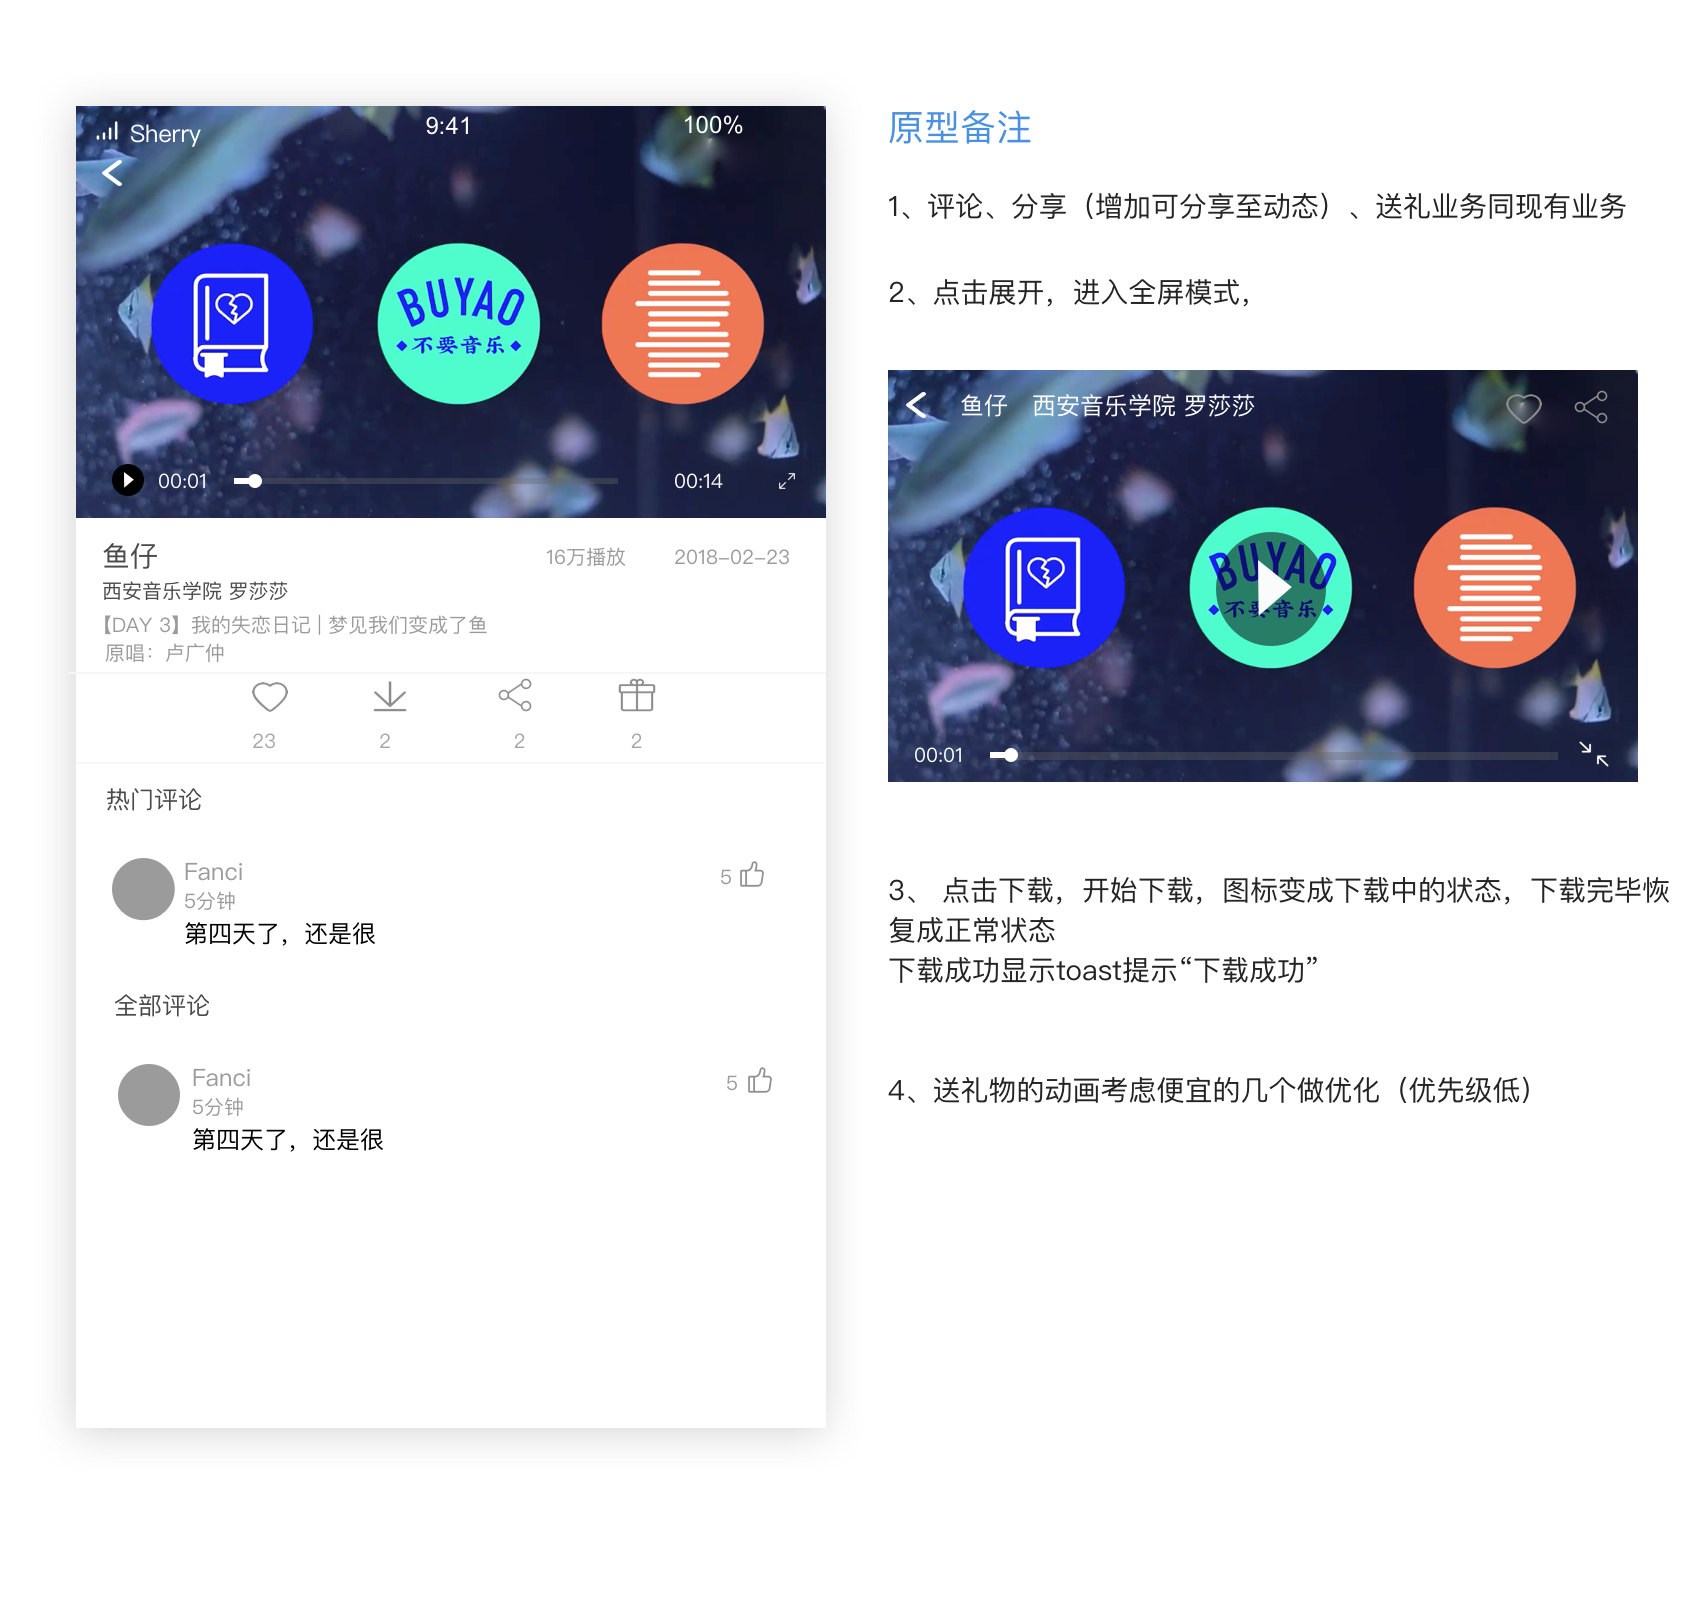 Sherry
9:41
100%
BUYAO
不要音乐
00:01
00:14
鱼仔
16万播放
2018-02-23
西安音乐学院 罗莎莎
【DAY 3】我的失恋日记 | 梦见我们变成了鱼
原唱：卢广仲
23
2
2
2
热门评论
Fanci
5
5分钟
第四天了，还是很
全部评论
Fanci
5
5分钟
第四天了，还是很
原型备注
1、评论、分享（增加可分享至动态）、送礼业务同现有业务
2、点击展开，进入全屏模式，
鱼仔 西安音乐学院 罗莎莎
BUYAO
不要音乐
00:01
3、 点击下载，开始下载，图标变成下载中的状态，下载完毕恢
复成正常状态
下载成功显示toast提示“下载成功”
4、送礼物的动画考虑便宜的几个做优化（优先级低）